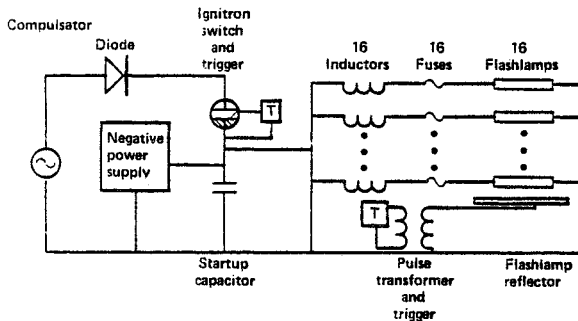 Compulsator
Diode
Ignitron
switch
and
trigger
T
16
Inductors
16
Fuses
16
Flashlamps
Negative
power
supply
T
Startup
capacitor
Pulse
transformer
and
trigger
Flashlamp
reflector